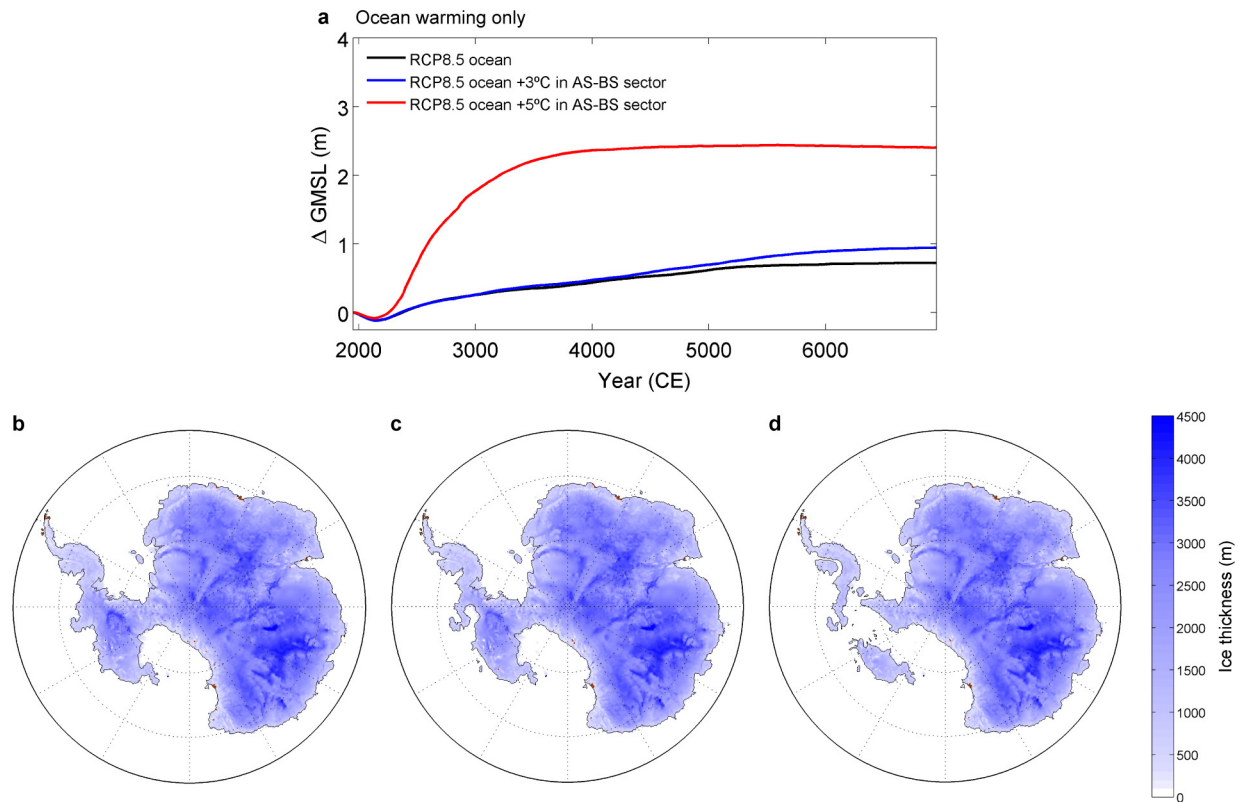 a Ocean warming only
4
3
2
1
0
Δ GMSL (m)
RCP8.5 ocean
RCP8.5 ocean +3ºC in AS-BS sector
RCP8.5 ocean +5ºC in AS-BS sector
2000 3000 4000 5000 6000
Year (CE)
b c d
4500
4000
3500
3000
2500
2000
1500
1000
500
0
Ice thickness (m)